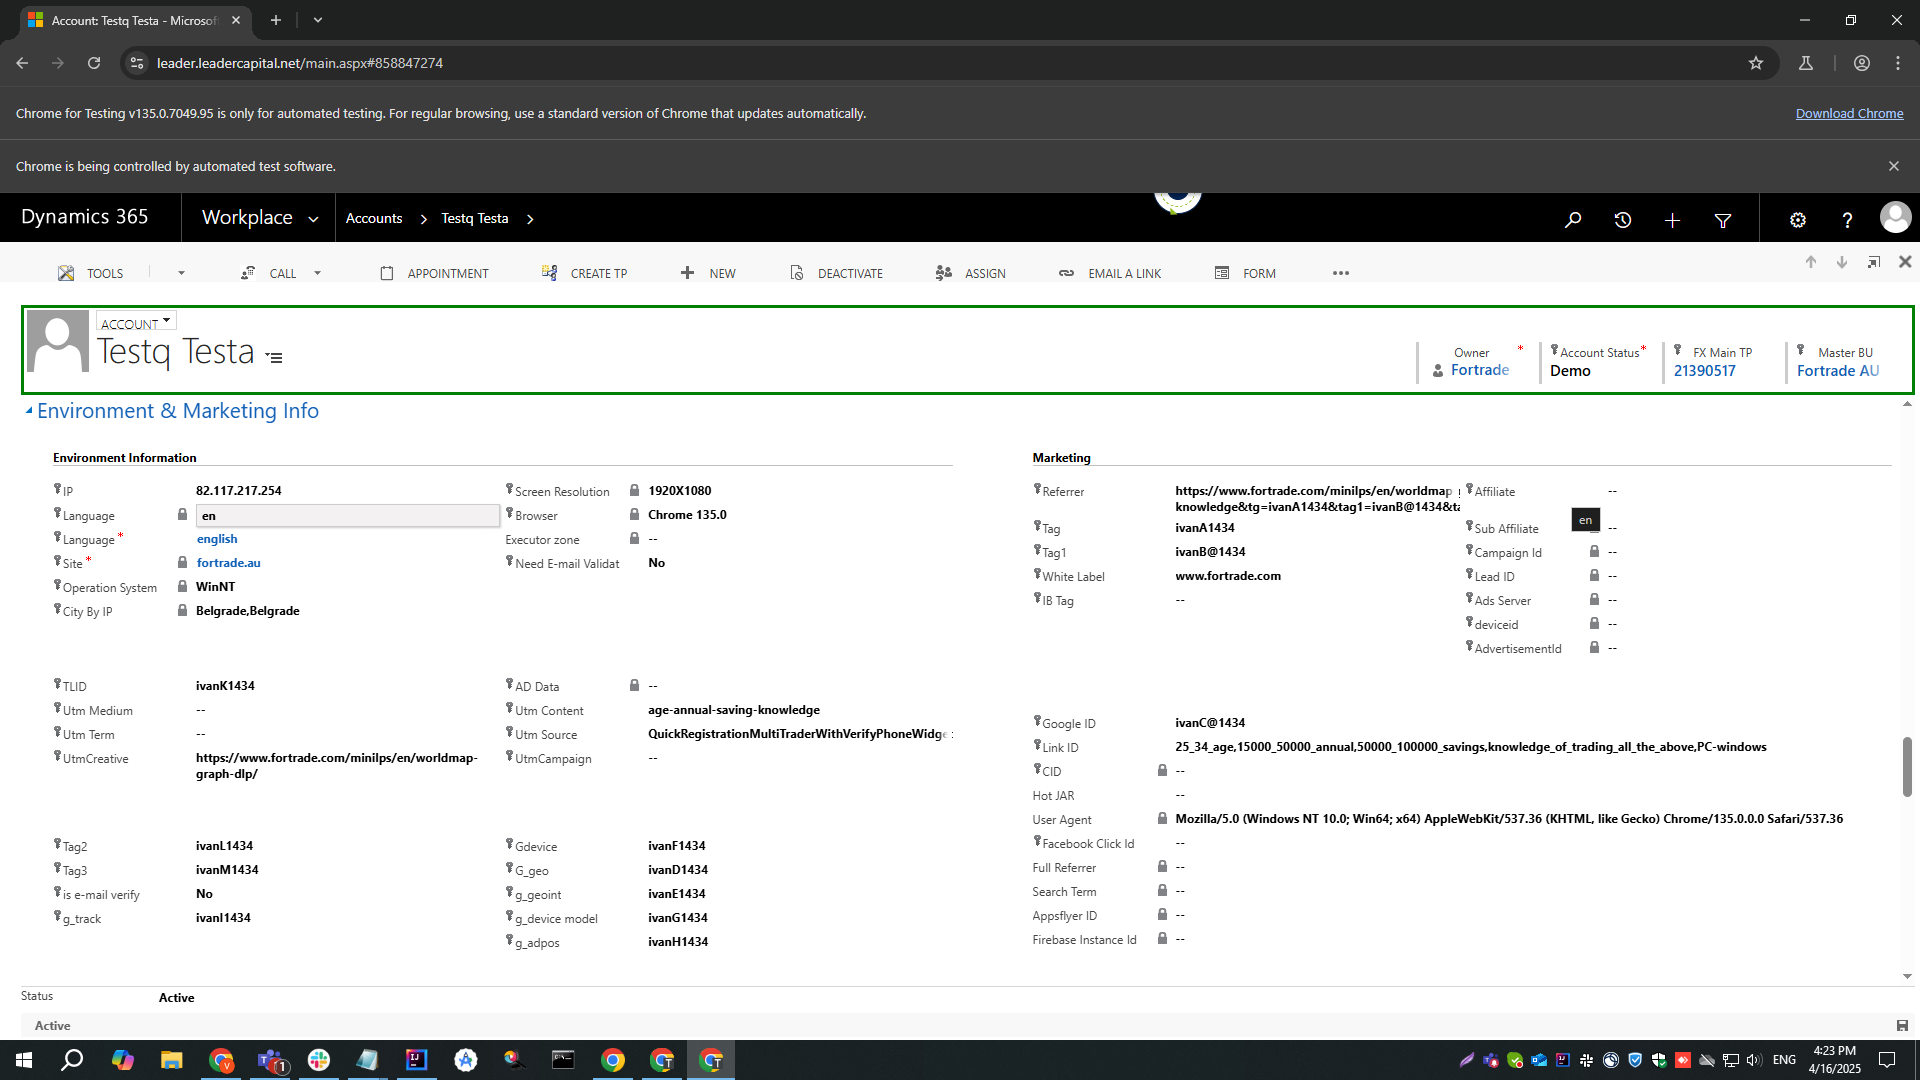 Account: Testq Testa - Microsof
leader.leadercapital.net/main.aspx#858847274
Chrome for Testing v135.0.7049.95 is only for automated testing. For regular browsing, use a standard version of Chrome that updates automatically.
Download Chrome
Chrome is being controlled by automated test software.
Dynamics 365
Workplace
Accounts
Testq Testa
TOOLS
CALL
APPOINTMENT
CREATE TP
NEW
DEACTIVATE
ASSIGN
EMAIL A LINK
FORM
ACCOUNT
Testq Testa
Owner *
Fortrade
Account Status *
Demo
FX Main TP
21390517
Master BU
Fortrade AU
Environment & Marketing Info
Environment Information
IP 82.117.217.254
Language en
Language * english
Site * fortrade.au
Operation System WinNT
City By IP Belgrade,Belgrade
Screen Resolution 1920X1080
Browser Chrome 135.0
Executor zone --
Need E-mail Validat No
TLID ivanK1434
Utm Medium --
Utm Term --
UtmCreative https://www.fortrade.com/minilps/en/worldmap-
graph-dlp/
AD Data --
Utm Content age-annual-saving-knowledge
Utm Source QuickRegistrationMultiTraderWithVerifyPhoneWidge
UtmCampaign --
Tag2 ivanL1434
Tag3 ivanM1434
is e-mail verify No
g_track ivanI1434
Gdevice ivanF1434
G_geo ivanD1434
g_geoint ivanE1434
g_device model ivanG1434
g_adpos ivanH1434
Marketing
Referrer https://www.fortrade.com/minilps/en/worldmap
knowledge&tg=ivanA1434&tag1=ivanB@1434&ta
Tag ivanA1434
Tag1 ivanB@1434
White Label www.fortrade.com
IB Tag --
Affiliate --
en
Sub Affiliate --
Campaign Id --
Lead ID --
Ads Server --
deviceid --
AdvertisementId --
Google ID ivanC@1434
Link ID 25_34_age,15000_50000_annual,50000_100000_savings,knowledge_of_trading_all_the_above,PC-windows
CID --
Hot JAR --
User Agent Mozilla/5.0 (Windows NT 10.0; Win64; x64) AppleWebKit/537.36 (KHTML, like Gecko) Chrome/135.0.0.0 Safari/537.36
Facebook Click Id --
Full Referrer --
Search Term --
Appsflyer ID --
Firebase Instance Id --
Status Active
Active
ENG
4:23 PM
4/16/2025